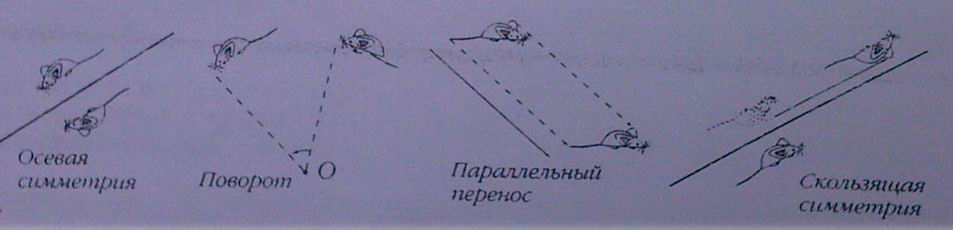 Осевая
симметрия
Поворот
O
Параллельный
перенос
Скользящая
симметрия